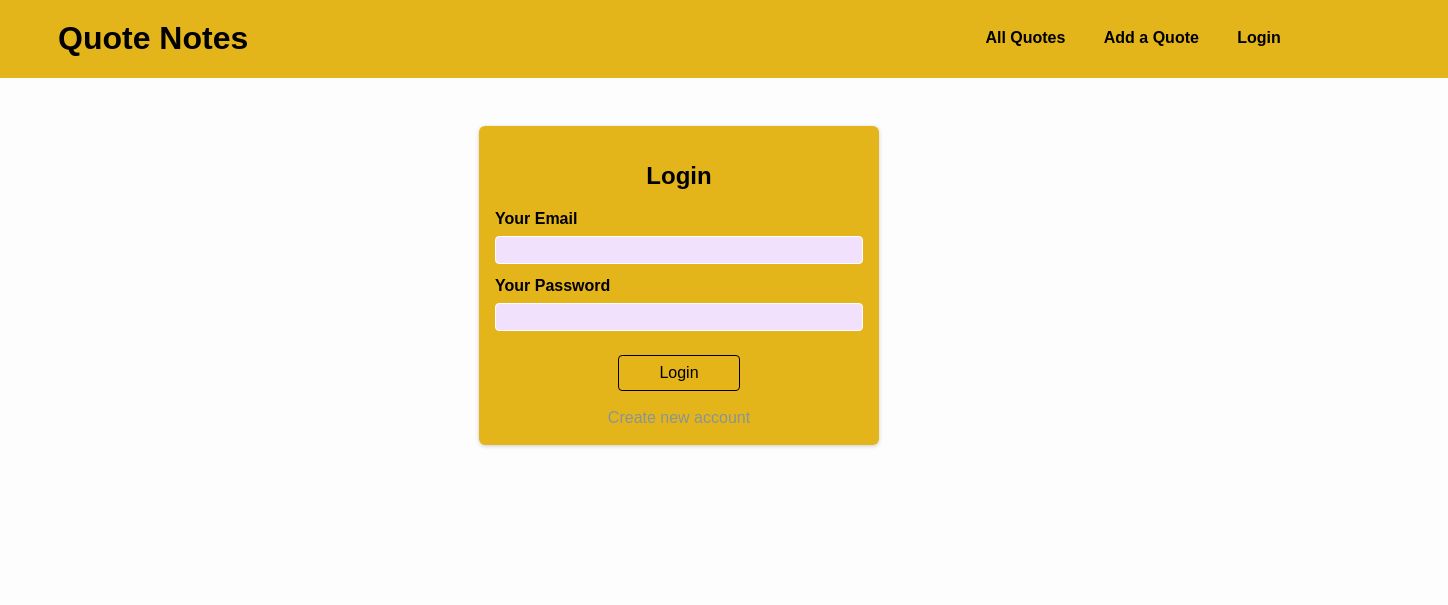 Quote Notes
All Quotes Add a Quote Login
Login
Your Email
Your Password
Login
Create new account